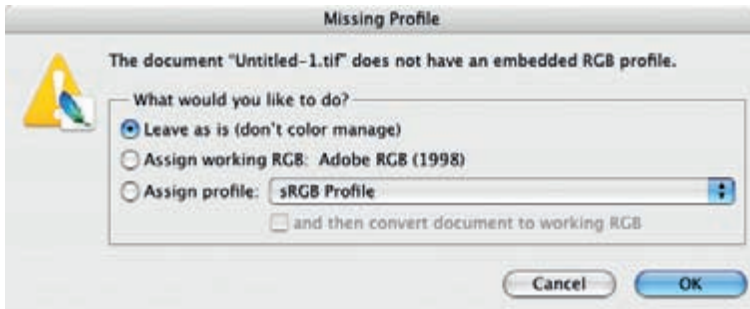 Missing Profile
The document "Untitled-1.tif" does not have an embedded RGB profile.
What would you like to do?
Leave as is (don't color manage)
Assign working RGB: Adobe RGB (1998)
Assign profile: sRGB Profile
and then convert document to working RGB
Cancel OK